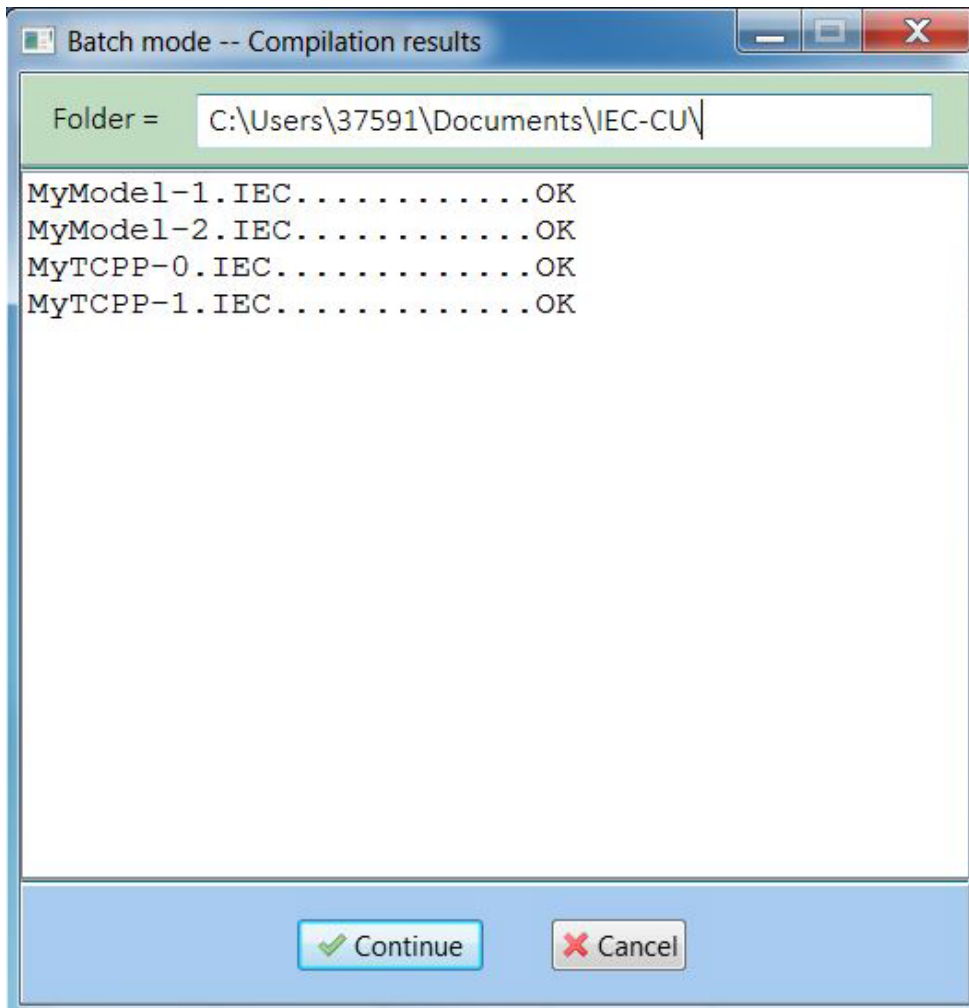 Batch mode -- Compilation results
Folder = C:\Users\37591\Documents\IEC-CU\
MyModel-1.IEC............OK
MyModel-2.IEC............OK
MyTCPP-0.IEC.............OK
MyTCPP-1.IEC.............OK
Continue Cancel